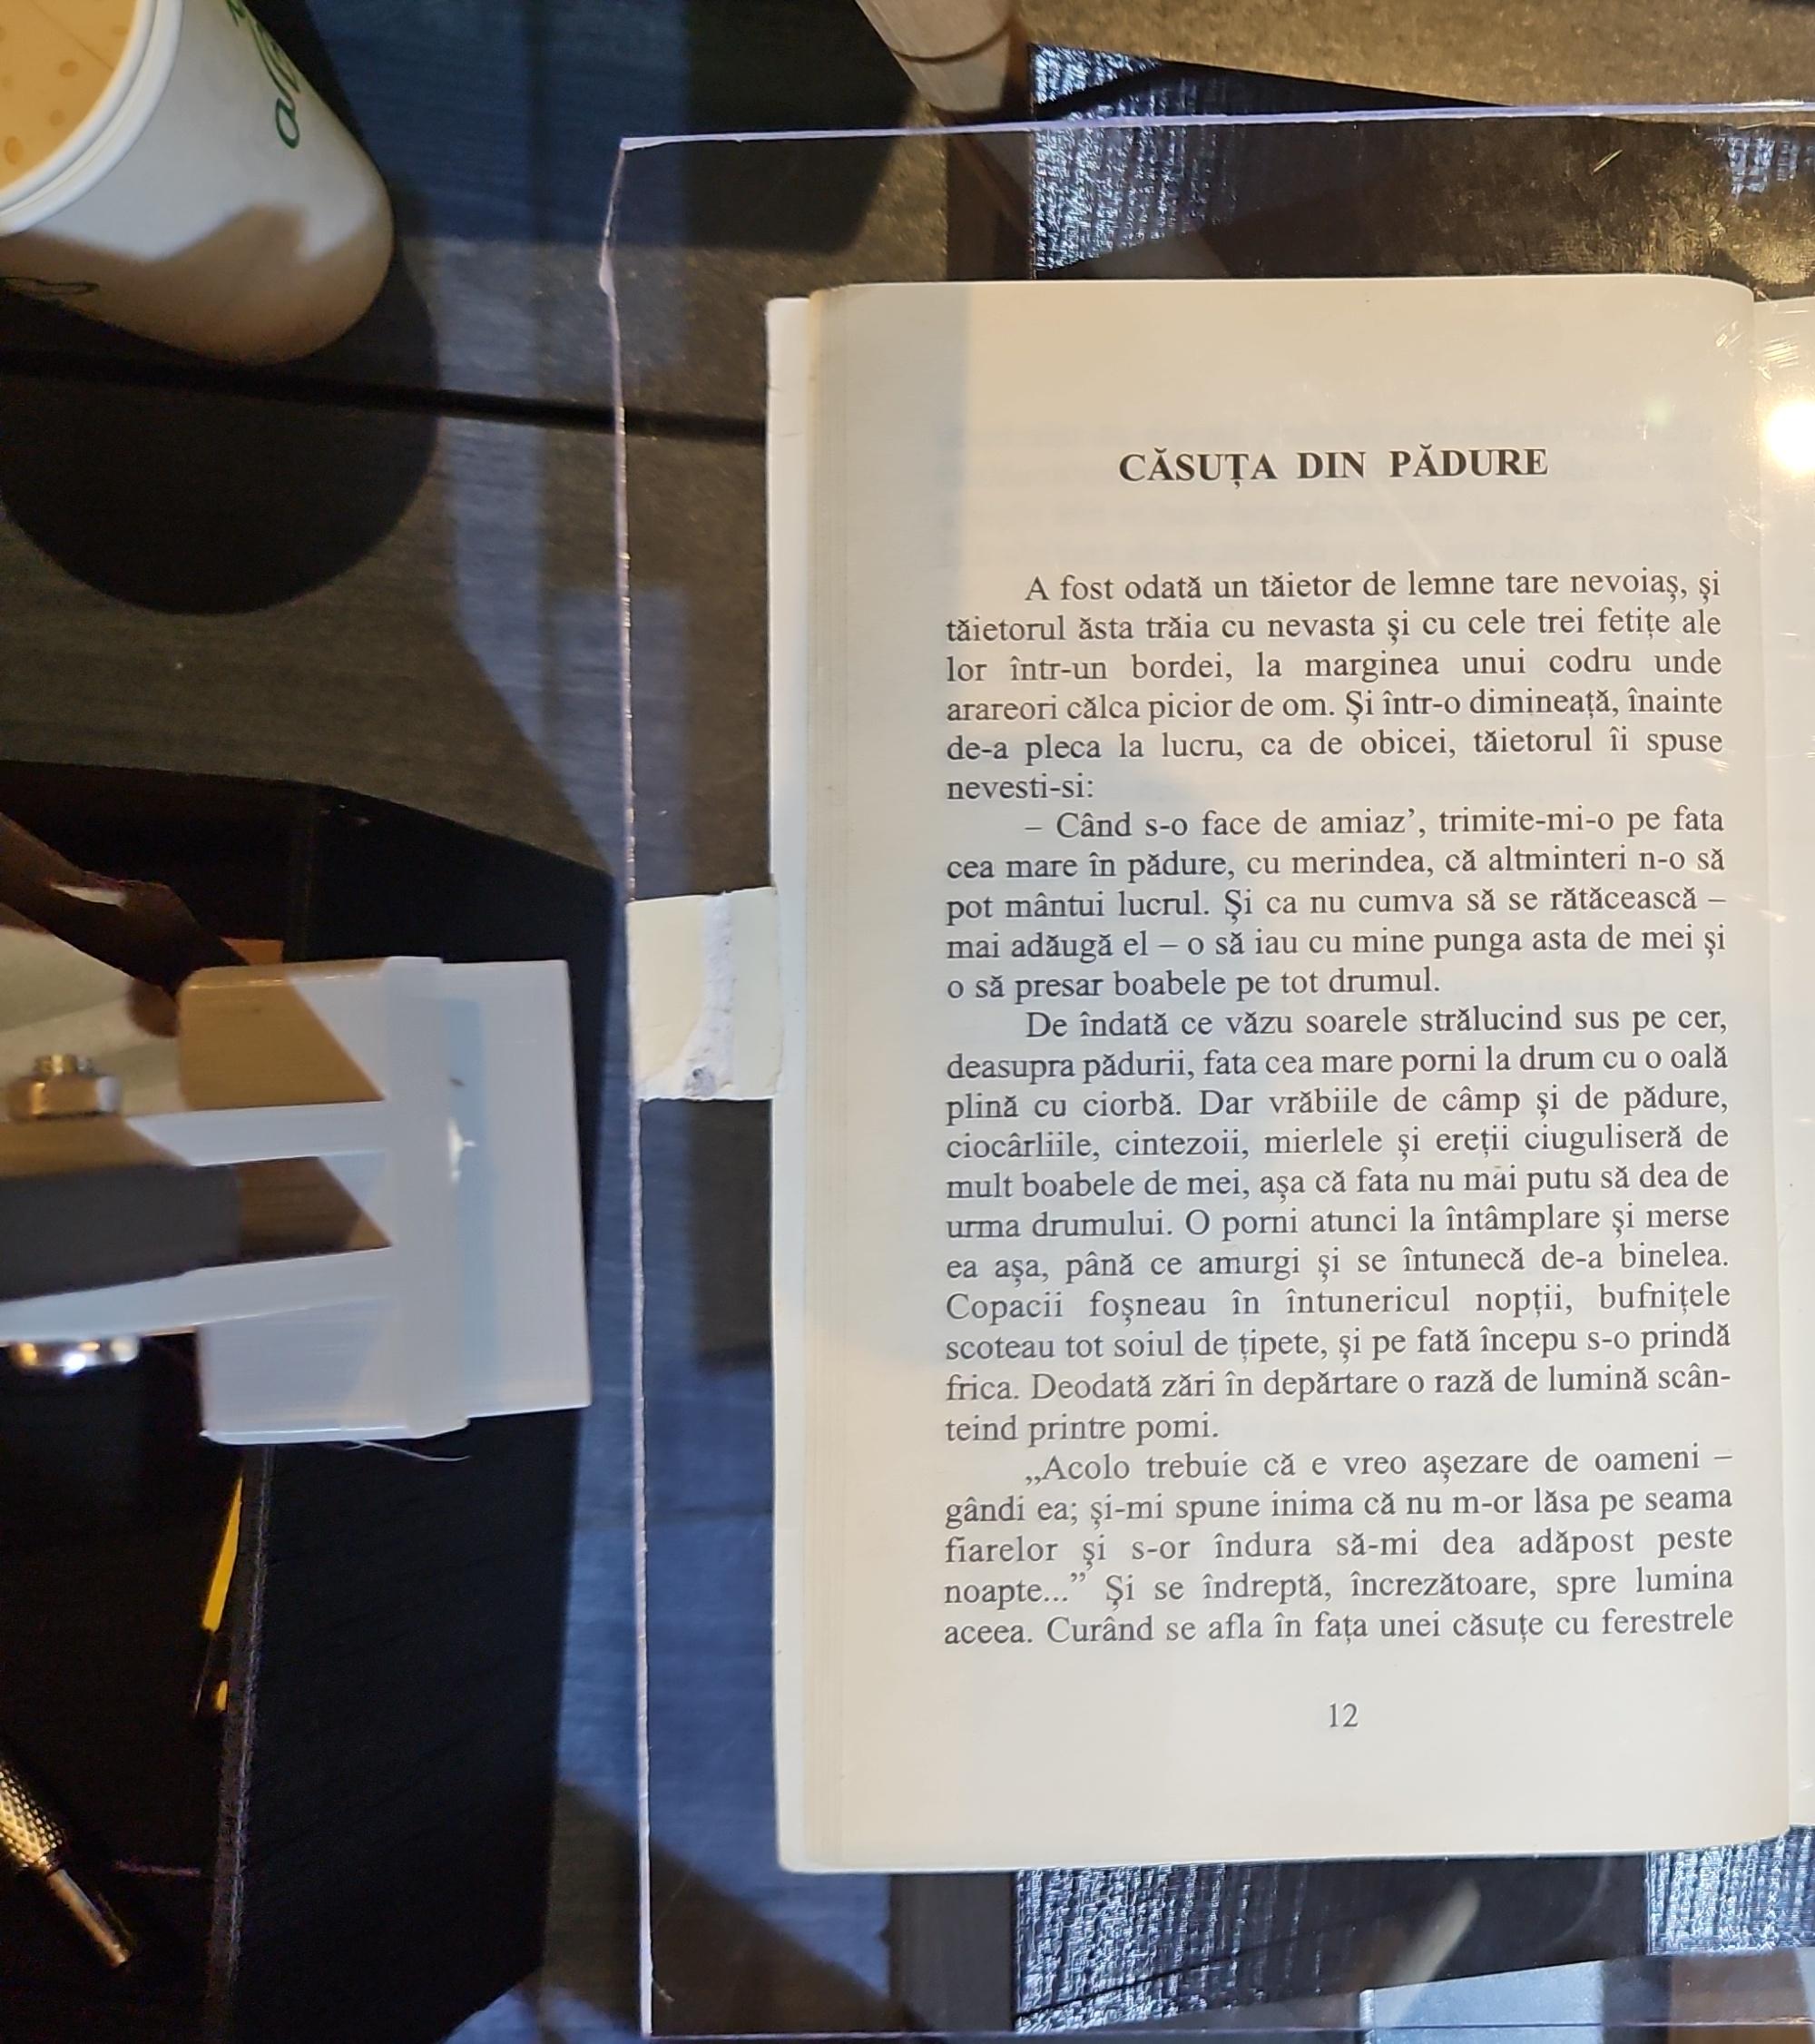 CĂSUȚA DIN PĂDURE
A fost odată un tăietor de lemne tare nevoiaş, şi
tăietorul ăsta trăia cu nevasta şi cu cele trei fetiţe ale
lor într-un bordei, la marginea unui codru unde
arareori călca picior de om. Şi într-o dimineaţă, înainte
de-a pleca la lucru, ca de obicei, tăietorul îi spuse
nevesti-si:
– Când s-o face de amiaz’, trimite-mi-o pe fata
cea mare în pădure, cu merindea, că altminteri n-o să
pot mântui lucrul. Şi ca nu cumva să se rătăcească –
mai adăugă el – o să iau cu mine punga asta de mei şi
o să presar boabele pe tot drumul.
De îndată ce văzu soarele strălucind sus pe cer,
deasupra pădurii, fata cea mare porni la drum cu o oală
plină cu ciorbă. Dar vrăbiile de câmp şi de pădure,
ciocârliile, cintezoii, mierlele şi ereţii ciuguliseră de
mult boabele de mei, aşa că fata nu mai putu să dea de
urma drumului. O porni atunci la întâmplare şi merse
ea aşa, până ce amurgi şi se întunecă de-a binelea.
Copacii foşneau în întunericul nopţii, bufniţele
scoteau tot soiul de ţipete, şi pe fată începu s-o prindă
frica. Deodată zări în depărtare o rază de lumină scân-
teind printre pomi.
„Acolo trebuie că e vreo aşezare de oameni –
gândi ea; şi-mi spune inima că nu m-or lăsa pe seama
fiarelor şi s-or îndura să-mi dea adăpost peste
noapte...” Şi se îndreptă, încrezătoare, spre lumina
aceea. Curând se afla în faţa unei căsuţe cu ferestrele
12